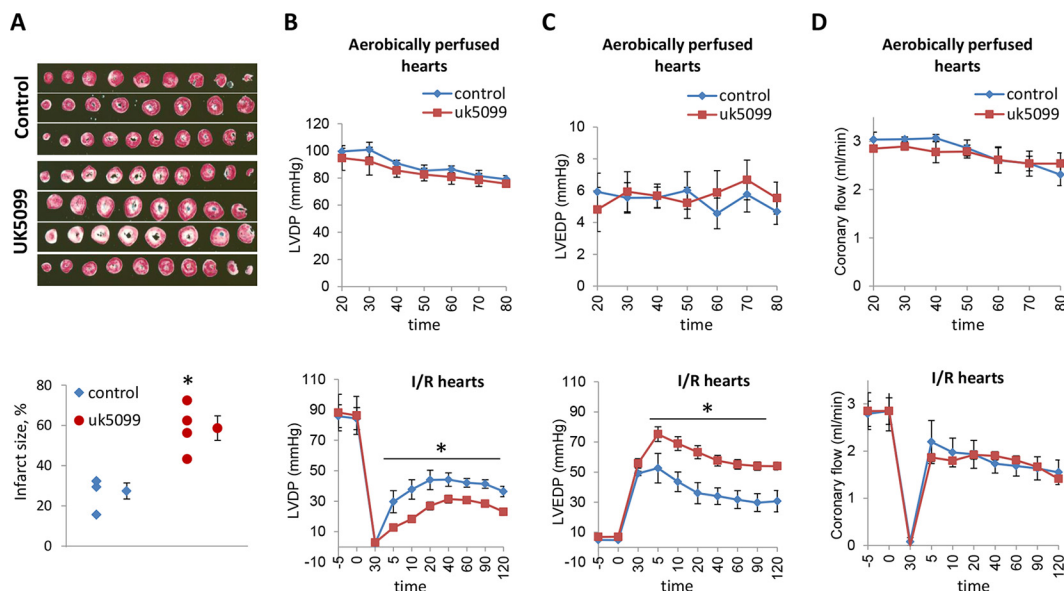 A
Control
UK5099
Infarct size, %
80
60
40
20
0
control
uk5099
*
B
Aerobically perfused
hearts
control
uk5099
LVDP (mmHg)
120
100
80
60
40
20
0
20 30 40 50 60 70 80
time
I/R hearts
*
LVDP (mmHg)
110
90
70
50
30
10
-10
-5 0 30 5 10 20 40 60 90 120
time
C
Aerobically perfused
hearts
control
uk5099
LVEDP (mmHg)
10
8
6
4
2
0
20 30 40 50 60 70 80
time
I/R hearts
*
LVEDP (mmHg)
110
90
70
50
30
10
-10
-5 0 30 5 10 20 40 60 90 120
time
D
Aerobically perfused
hearts
control
uk5099
Coronary flow (ml/min)
3
2
1
0
20 30 40 50 60 70 80
time
I/R hearts
Coronary flow (ml/min)
3
2
1
0
-5 0 30 5 10 20 40 60 90 120
time